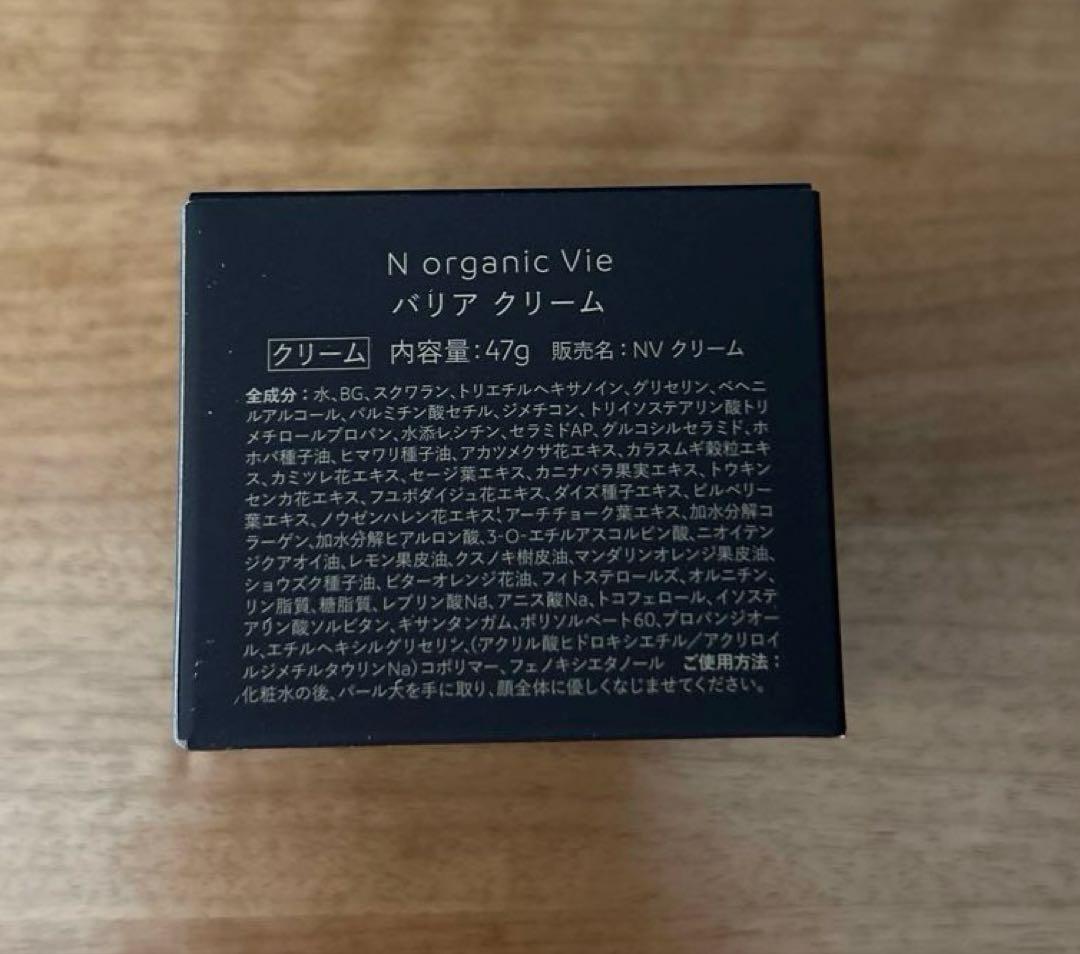 N organic Vie
バリア クリーム
クリーム 内容量：47g 販売名：NV クリーム
全成分：水、BG、スクワラン、トリエチルヘキサノイン、グリセリン、ベヘニ
ルアルコール、パルミチン酸セチル、ジメチコン、トリイソステアリン酸トリ
メチロールプロパン、水添レシチン、セラミドAP、グルコシルセラミド、ホ
ホバ種子油、ヒマワリ種子油、アカツメクサ花エキス、カラスムギ穀粒エキ
ス、カミツレ花エキス、セージ葉エキス、カニナバラ果実エキス、トウキン
センカ花エキス、フユボダイジュ花エキス、ダイズ種子エキス、ビルベリー
葉エキス、ノウゼンハレン花エキス、アーチチョーク葉エキス、加水分解コ
ラーゲン、加水分解ヒアルロン酸、3-O-エチルアスコルビン酸、ニオイテン
ジクアオイ油、レモン果皮油、クスノキ樹皮油、マンダリンオレンジ果皮油、
ショウズク種子油、ビターオレンジ花油、フィトステロールズ、オルニチン、
リン脂質、糖脂質、レブリン酸Na、アニス酸Na、トコフェロール、イソステ
アリン酸ソルビタン、キサンタンガム、ポリソルベート60、プロパンジオー
ル、エチルヘキシルグリセリン、（アクリル酸ヒドロキシエチル／アクリロイ
ルジメチルタウリンNa）コポリマー、フェノキシエタノール ご使用方法：
化粧水の後、パール大を手に取り、顔全体に優しくなじませてください。